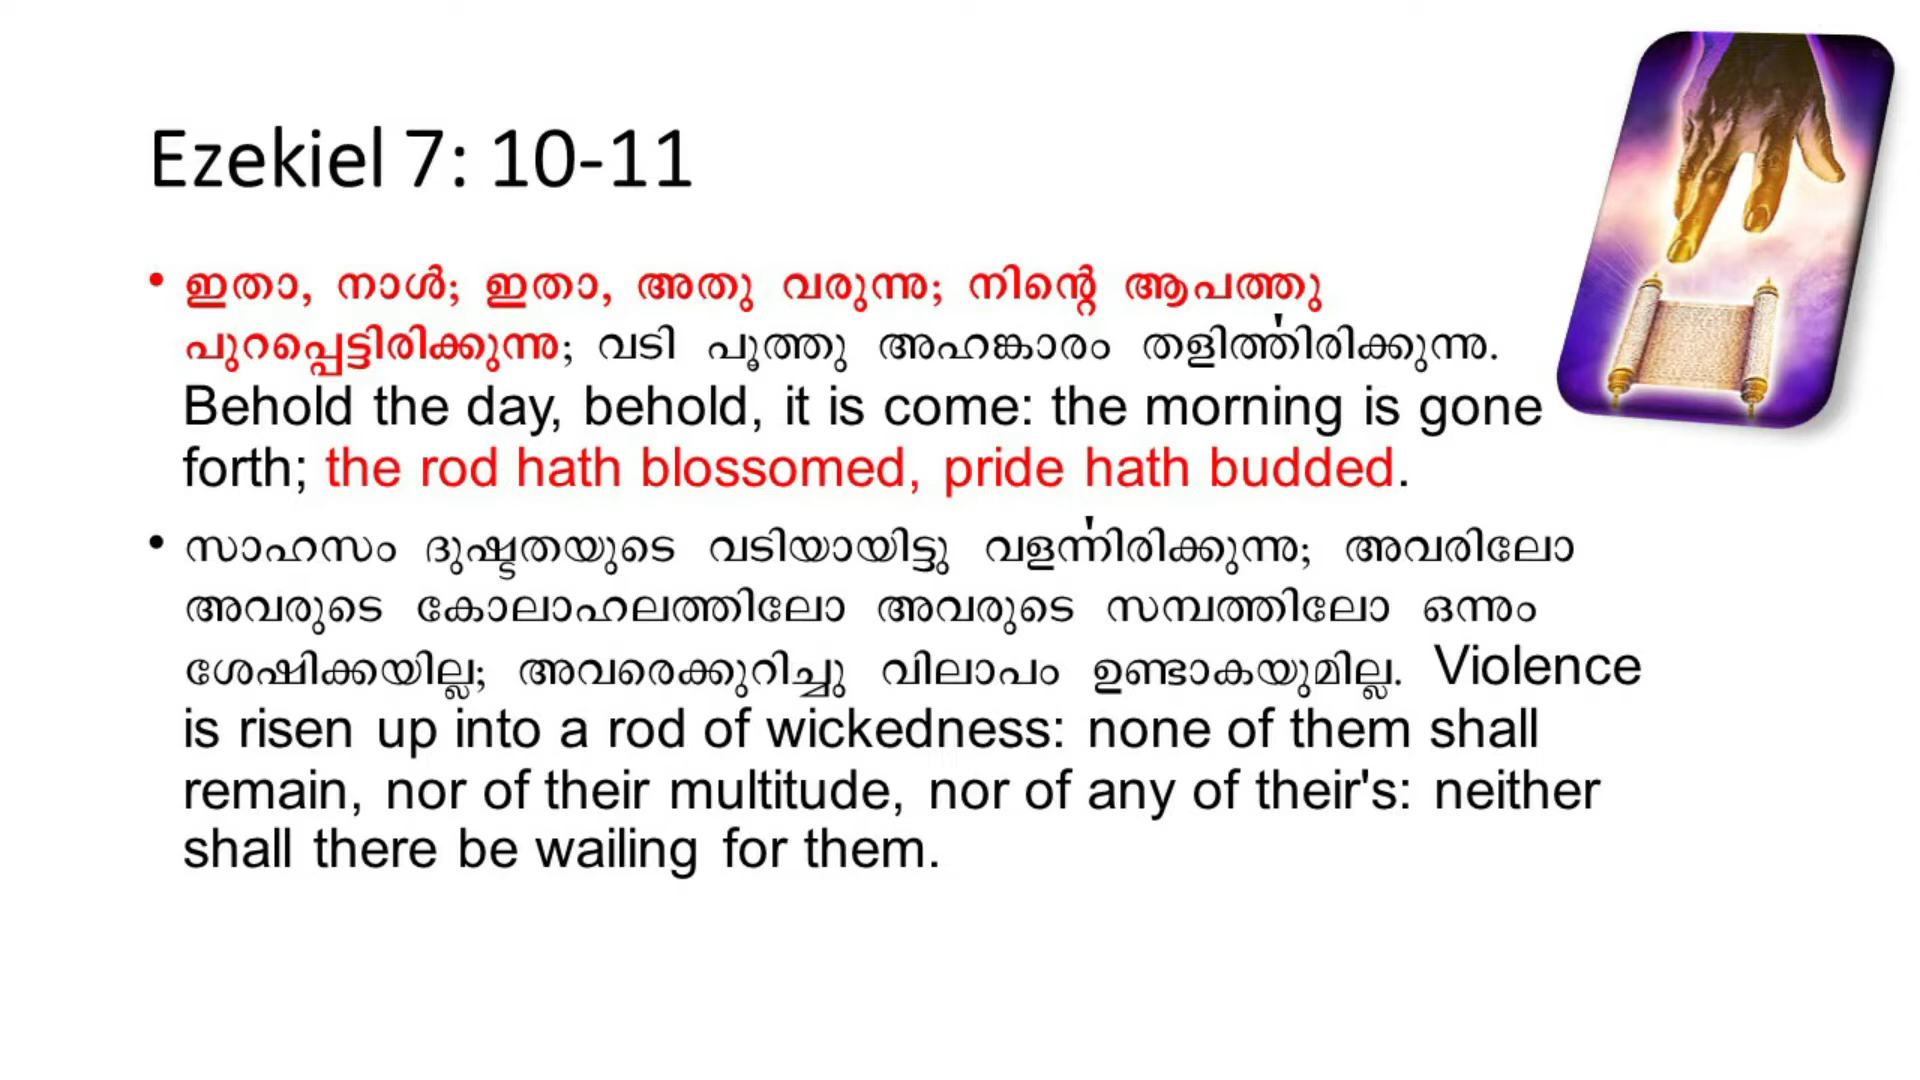 Ezekiel 7: 10-11
• ഇതാ, നാൾ; ഇതാ, അതു വരുന്നു; നിന്റെ ആപത്തു
പുറപ്പെട്ടിരിക്കുന്നു; വടി പൂത്തു അഹങ്കാരം തളിൎത്തിരിക്കുന്നു.
Behold the day, behold, it is come: the morning is gone
forth; the rod hath blossomed, pride hath budded.
• സാഹസം ദുഷ്ടതയുടെ വടിയായിട്ടു വളൎന്നിരിക്കുന്നു; അവരിലോ
അവരുടെ കോലാഹലത്തിലോ അവരുടെ സമ്പത്തിലോ ഒന്നും
ശേഷിക്കയില്ല; അവരെക്കുറിച്ചു വിലാപം ഉണ്ടാകയുമില്ല. Violence
is risen up into a rod of wickedness: none of them shall
remain, nor of their multitude, nor of any of their's: neither
shall there be wailing for them.